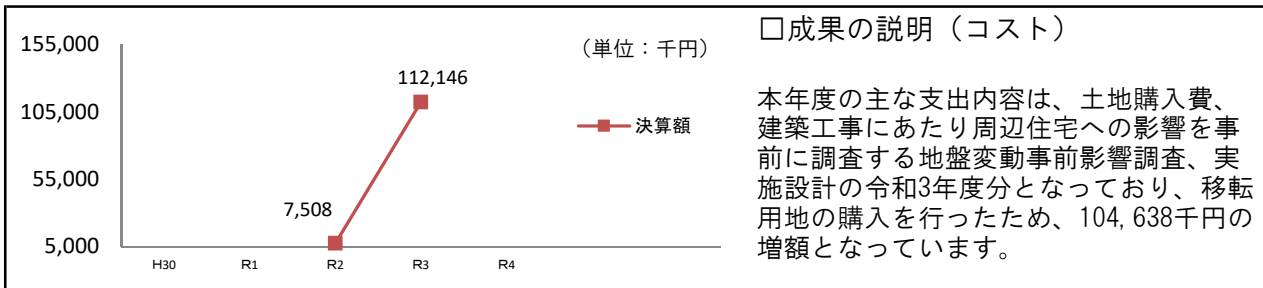 155,000
105,000
55,000
5,000
(単位：千円)
112,146
7,508
決算額
H30
R1
R2
R3
R4
□成果の説明（コスト）
本年度の主な支出内容は、土地購入費、
建築工事にあたり周辺住宅への影響を事
前に調査する地盤変動事前影響調査、実
施設計の令和3年度分となっており、移転
用地の購入を行ったため、104,638千円の
増額となっています。